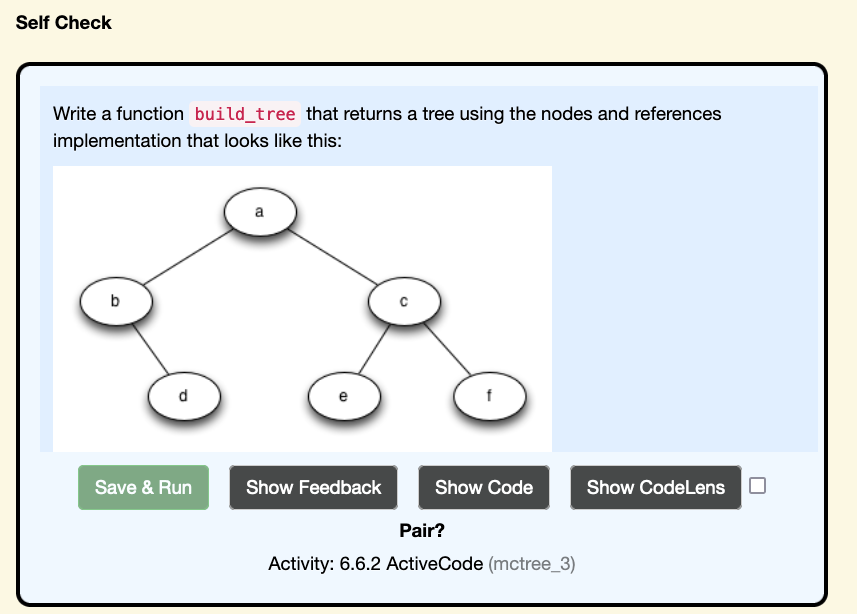 Self Check
Write a function build_tree that returns a tree using the nodes and references
implementation that looks like this:
a
b
c
d
e
f
Save & Run
Show Feedback
Show Code
Show CodeLens
Pair?
Activity: 6.6.2 ActiveCode (mctree_3)